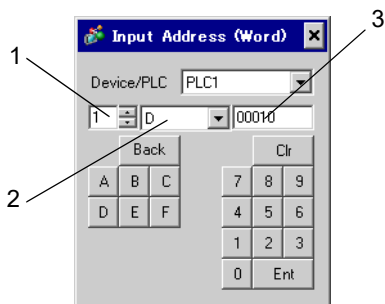 1
3
Input Address (Word)
Device/PLC PLC1
1 D 00010
Back Clr
A B C 7 8 9
2
D E F 4 5 6
1 2 3
0 Ent